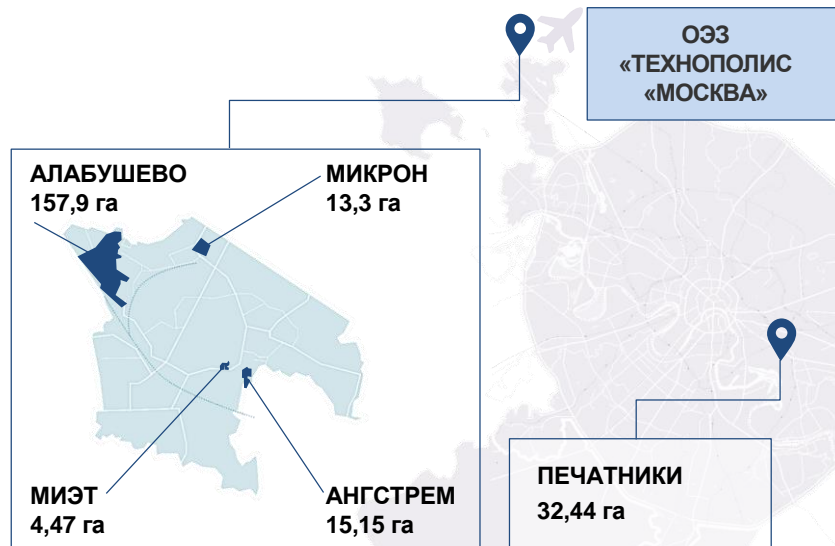 ОЭЗ
«ТЕХНОПОЛИС
«МОСКВА»
АЛАБУШЕВО
157,9 га
МИКРОН
13,3 га
МИЭТ
4,47 га
АНГСТРЕМ
15,15 га
ПЕЧАТНИКИ
32,44 га